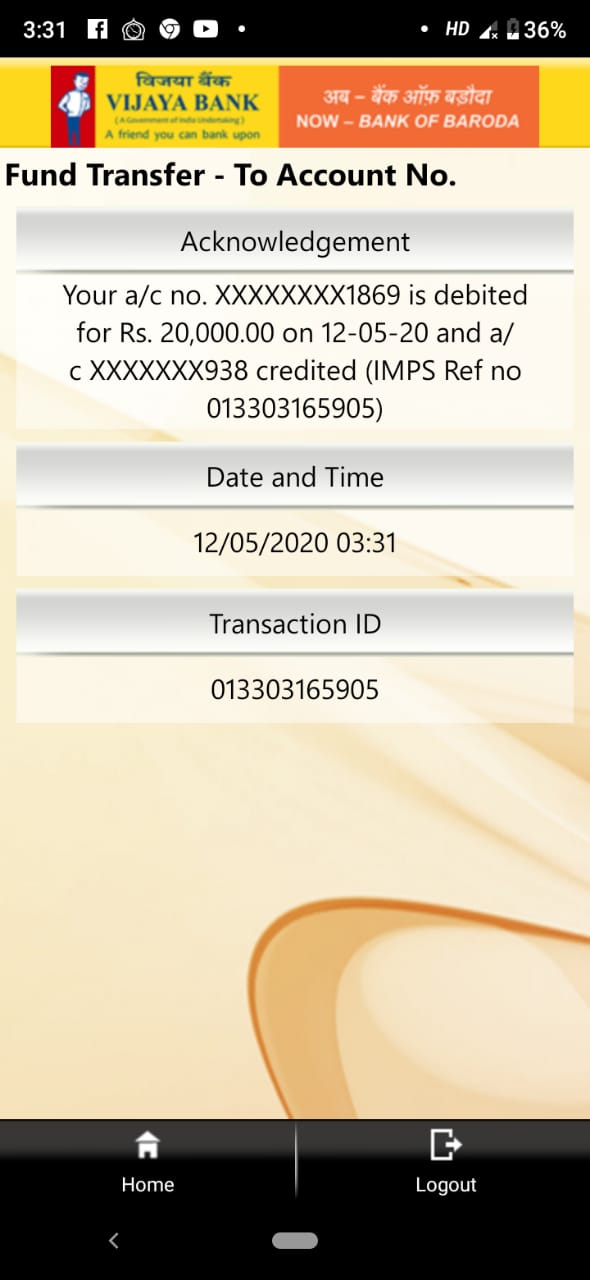 3:31 HD 36%
विजया बैंक
VIJAYA BANK
(A Government of India Undertaking)
A friend you can bank upon
अब – बैंक ऑफ़ बड़ौदा
NOW – BANK OF BARODA
Fund Transfer - To Account No.
Acknowledgement
Your a/c no. XXXXXXXX1869 is debited
for Rs. 20,000.00 on 12-05-20 and a/
c XXXXXXX938 credited (IMPS Ref no
013303165905)
Date and Time
12/05/2020 03:31
Transaction ID
013303165905
Home
Logout